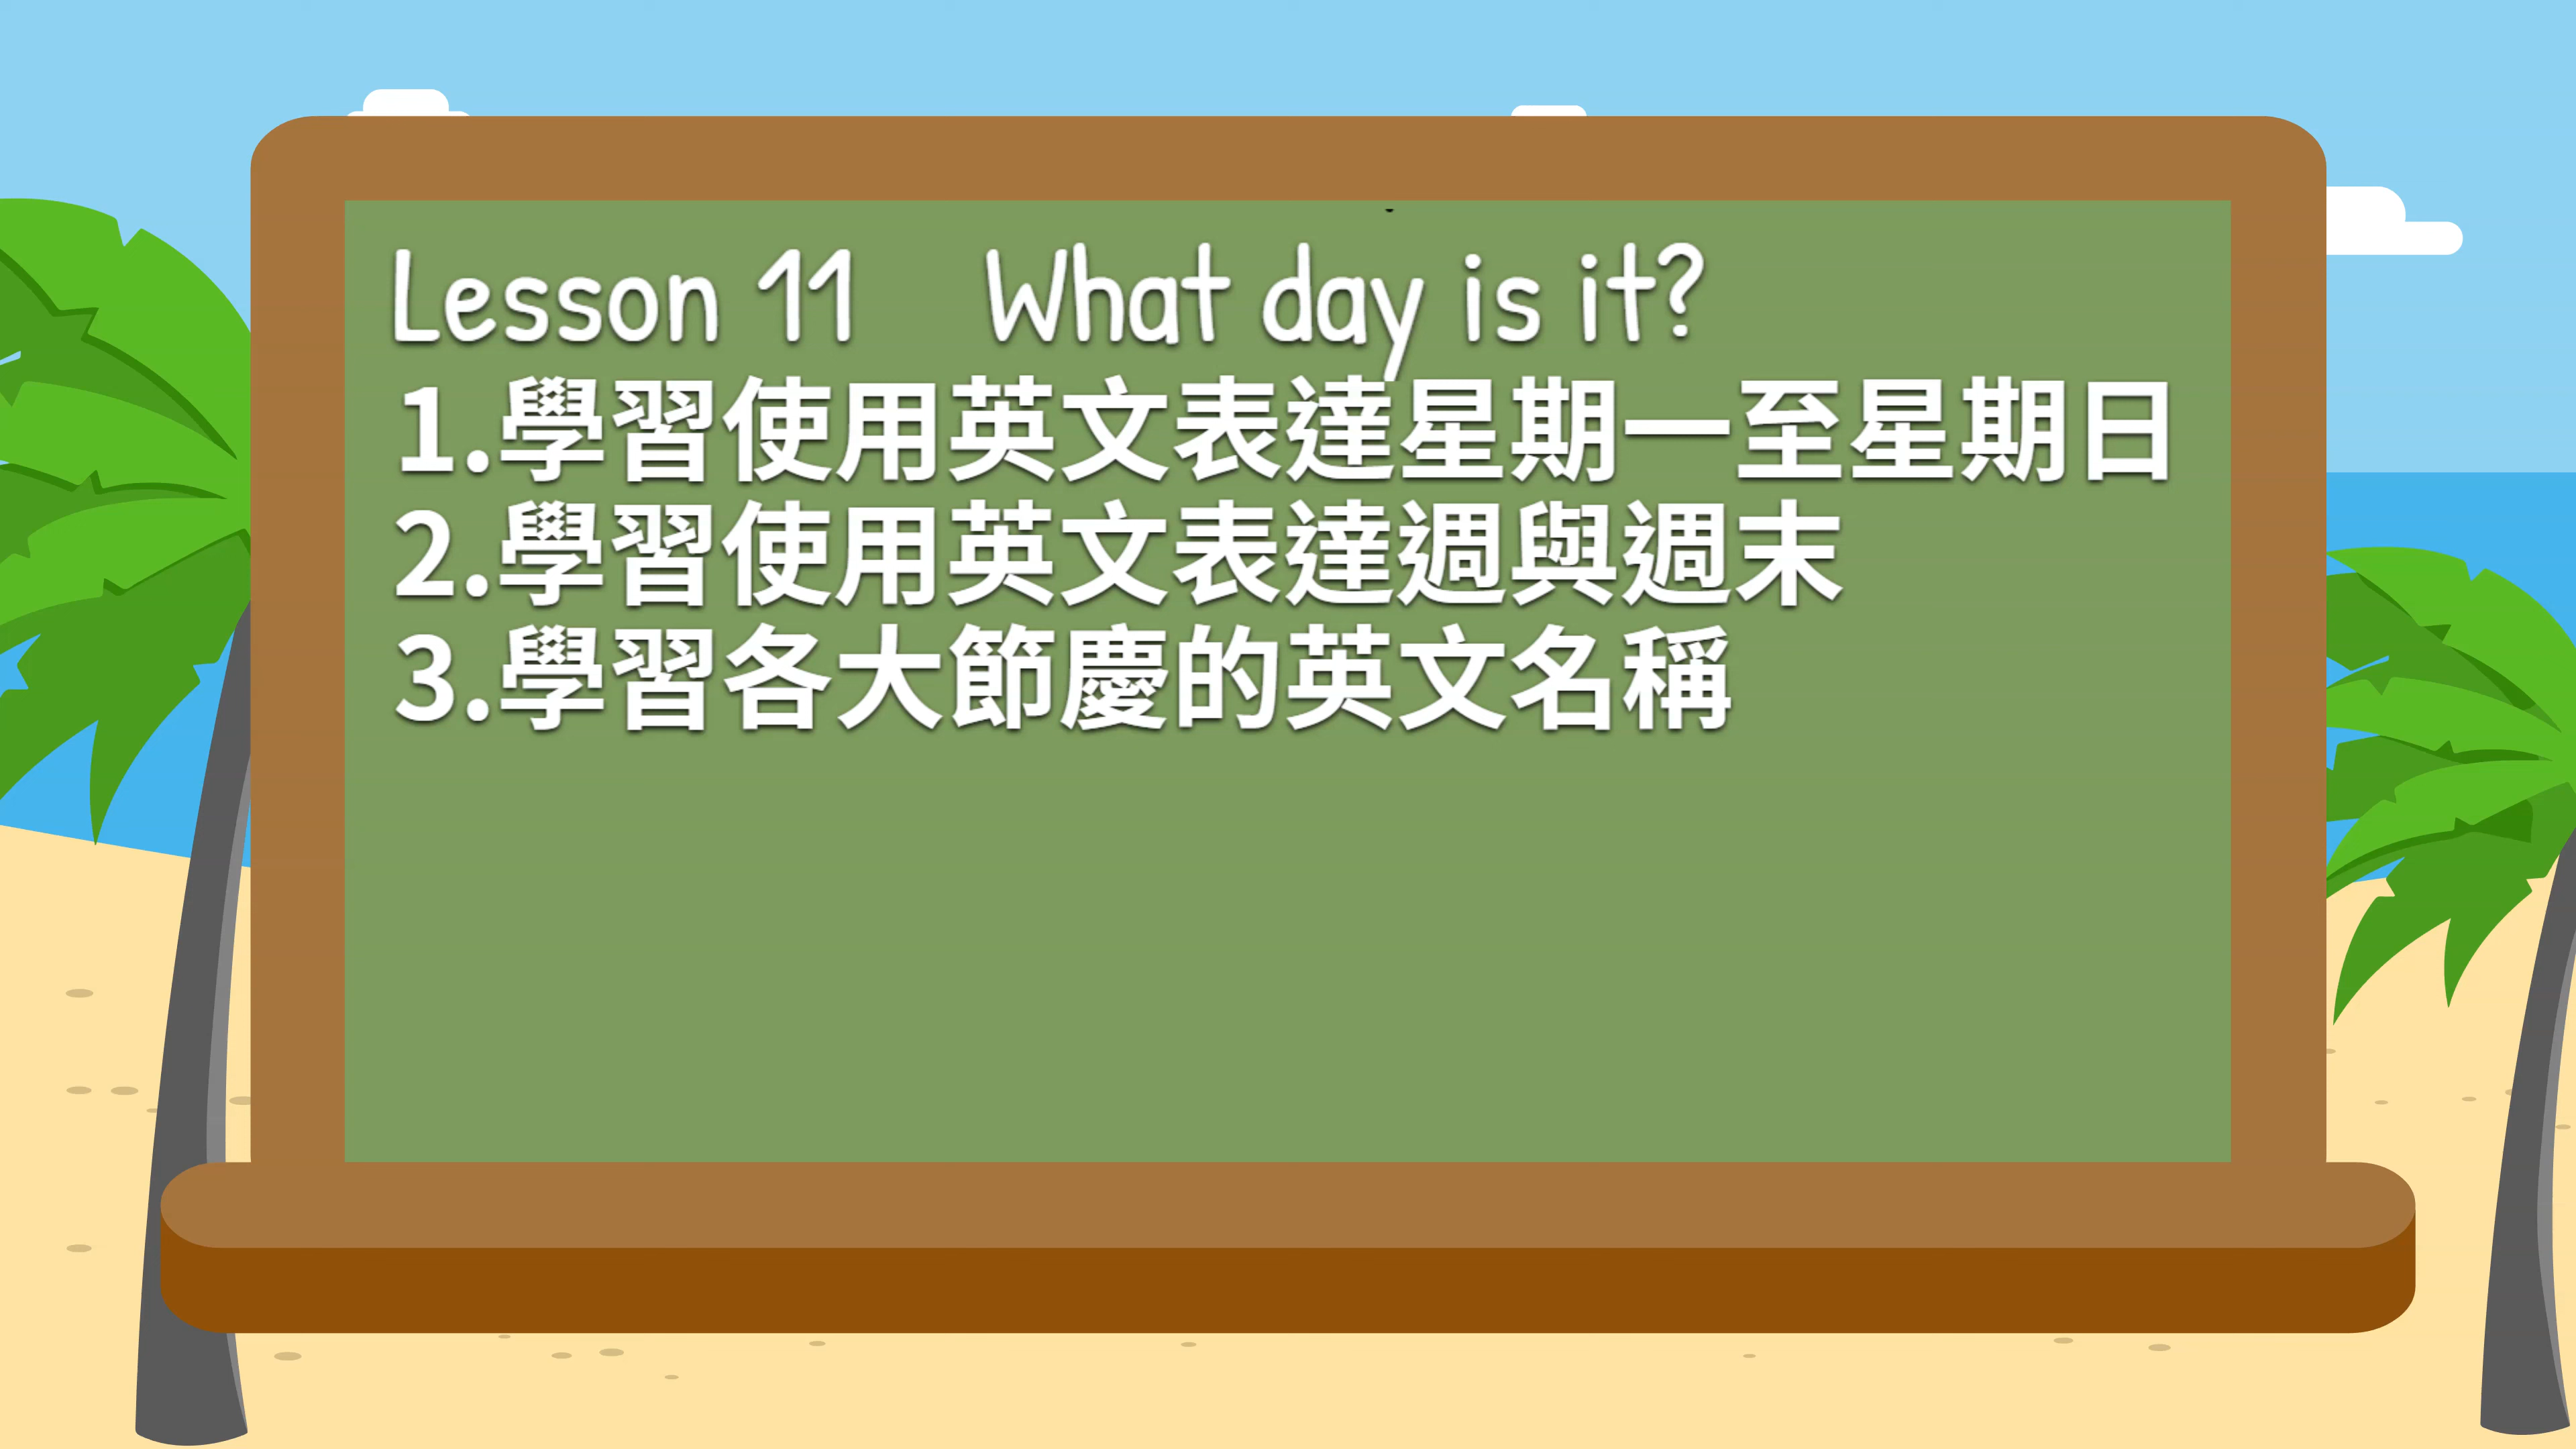 Lesson 11 What day is it?
1.學習使用英文表達星期一至星期日
2.學習使用英文表達週與週末
3.學習各大節慶的英文名稱